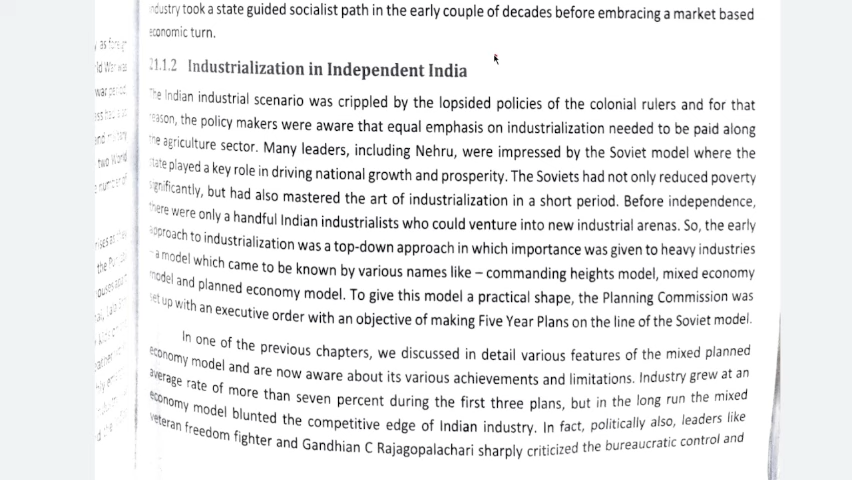 ndustry took a state guided socialist path in the early couple of decades before embracing a market based
economic turn.
21.1.2 Industrialization in Independent India
The Indian industrial scenario was crippled by the lopsided policies of the colonial rulers and for that
reason, the policy makers were aware that equal emphasis on industrialization needed to be paid along
the agriculture sector. Many leaders, including Nehru, were impressed by the Soviet model where the
state played a key role in driving national growth and prosperity. The Soviets had not only reduced poverty
significantly, but had also mastered the art of industrialization in a short period. Before independence,
there were only a handful Indian industrialists who could venture into new industrial arenas. So, the early
approach to industrialization was a top-down approach in which importance was given to heavy industries
– a model which came to be known by various names like – commanding heights model, mixed economy
model and planned economy model. To give this model a practical shape, the Planning Commission was
set up with an executive order with an objective of making Five Year Plans on the line of the Soviet model.
In one of the previous chapters, we discussed in detail various features of the mixed planned
economy model and are now aware about its various achievements and limitations. Industry grew at an
average rate of more than seven percent during the first three plans, but in the long run the mixed
economy model blunted the competitive edge of Indian industry. In fact, politically also, leaders like
veteran freedom fighter and Gandhian C Rajagopalachari sharply criticized the bureaucratic control and